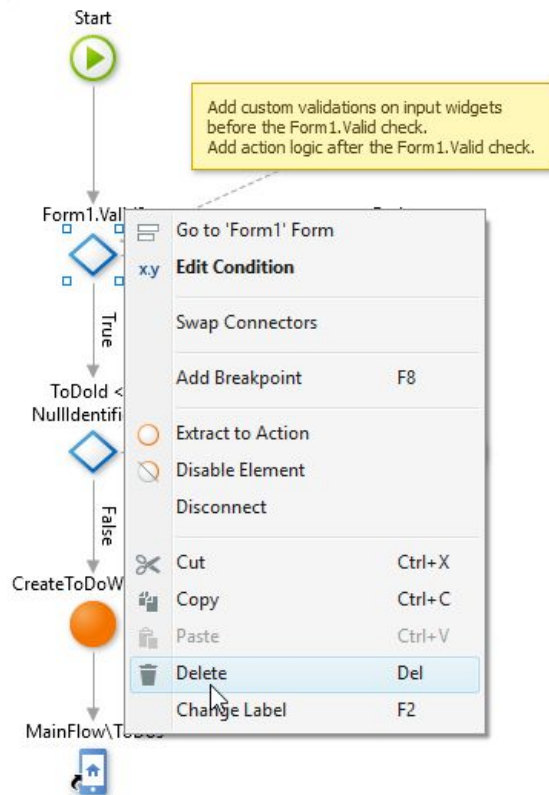 Start
Add custom validations on input widgets
before the Form1.Valid check.
Add action logic after the Form1.Valid check.
Go to 'Form1' Form
x.y Edit Condition
True
Swap Connectors
Add Breakpoint F8
ToDoId <
Extract to Action
Disable Element
Disconnect
False
Cut Ctrl+X
Copy Ctrl+C
Paste Ctrl+V
Delete Del
Change Label F2